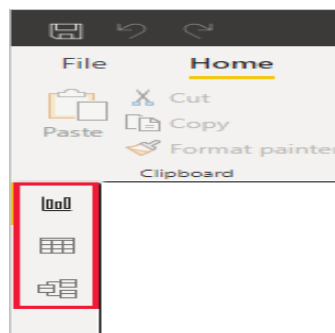 File Home
Cut
Copy
Paste
Format painter
Clipboard